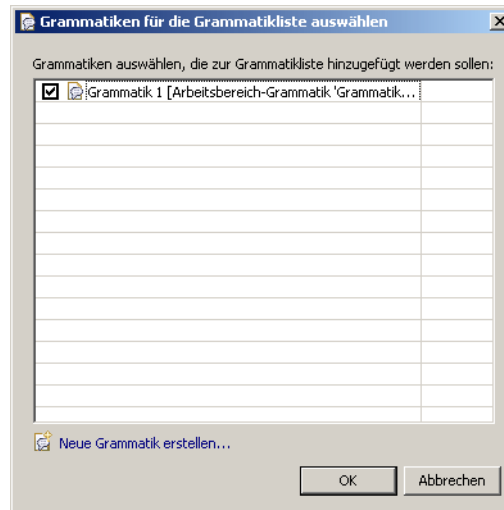 Grammatiken für die Grammatikliste auswählen
Grammatiken auswählen, die zur Grammatikliste hinzugefügt werden sollen:
Grammatik 1 [Arbeitsbereich-Grammatik 'Grammatik...
Neue Grammatik erstellen...
OK Abbrechen